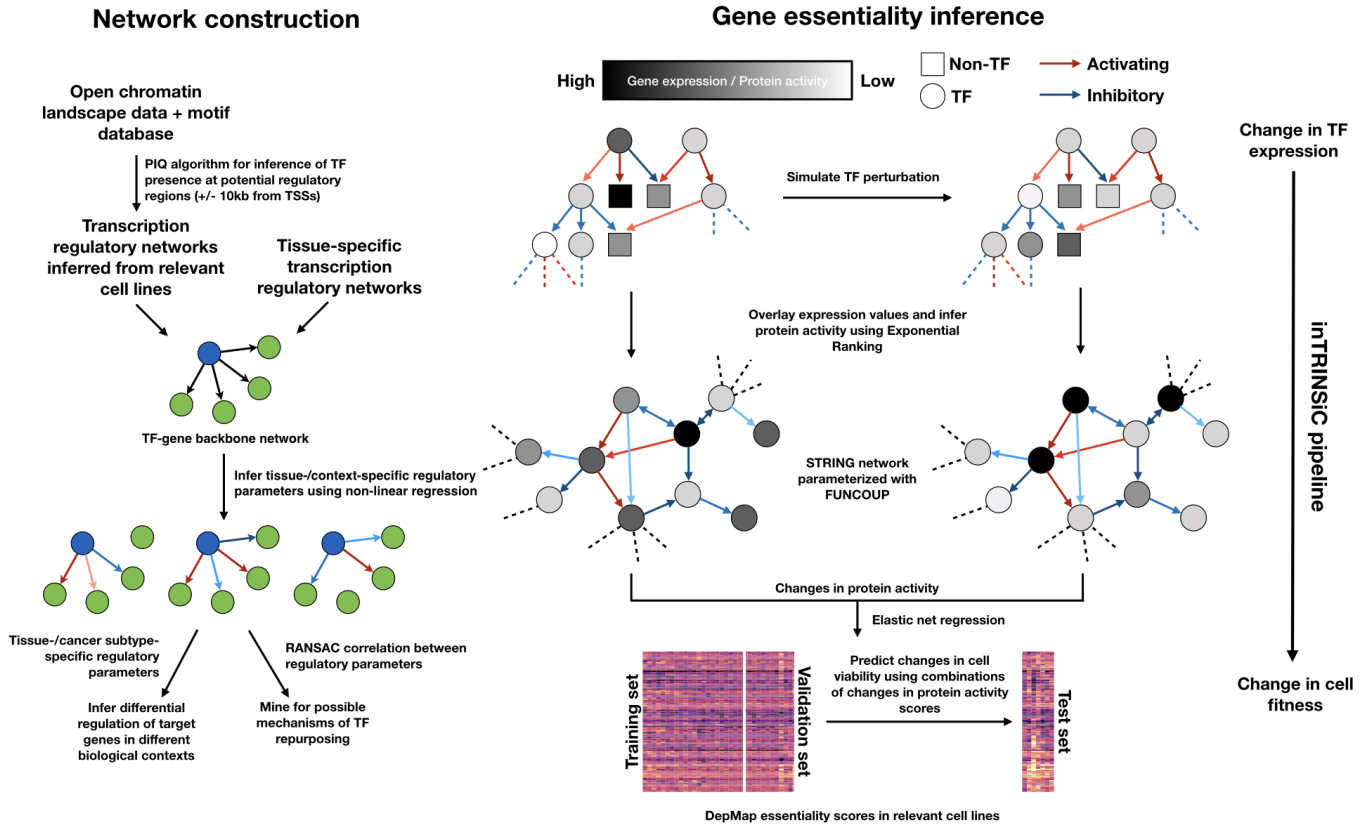 Network construction
Open chromatin
landscape data + motif
database
PIQ algorithm for inference of TF
presence at potential regulatory
regions (+/- 10kb from TSSs)
Transcription
regulatory networks
inferred from relevant
cell lines
Tissue-specific
transcription
regulatory networks
TF-gene backbone network
Infer tissue-/context-specific regulatory
parameters using non-linear regression
Tissue-/cancer subtype-
specific regulatory
parameters
RANSAC correlation between
regulatory parameters
Infer differential
regulation of target
genes in different
biological contexts
Mine for possible
mechanisms of TF
repurposing
Gene essentiality inference
High
Gene expression / Protein activity
Low
Non-TF
TF
Activating
Inhibitory
Simulate TF perturbation
Overlay expression values and infer
protein activity using Exponential
Ranking
STRING network
parameterized with
FUNCOUP
Changes in protein activity
Elastic net regression
Training set
Validation set
Predict changes in cell
viability using combinations
of changes in protein activity
scores
Test set
DepMap essentiality scores in relevant cell lines
Change in TF
expression
inTRINSiC pipeline
Change in cell
fitness